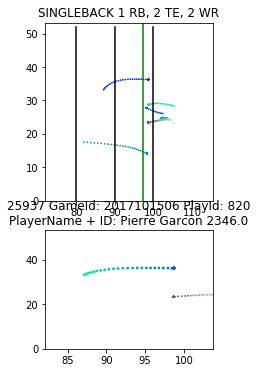 SINGLEBACK 1 RB, 2 TE, 2 WR
50
40
30
20
10
0
80 90 100 110
25937 GameId: 2017101506 PlayId: 820
PlayerName + ID: Pierre Garcon 2346.0
40
20
0
85 90 95 100